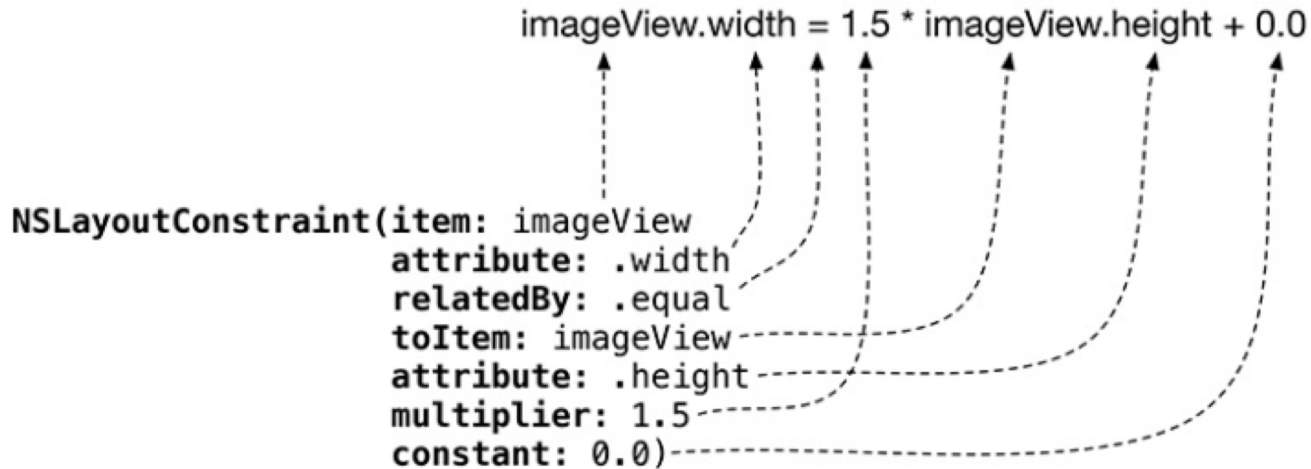 imageView.width = 1.5 * imageView.height + 0.0
NSLayoutConstraint(item: imageView
attribute: .width
relatedBy: .equal
toItem: imageView
attribute: .height
multiplier: 1.5
constant: 0.0)